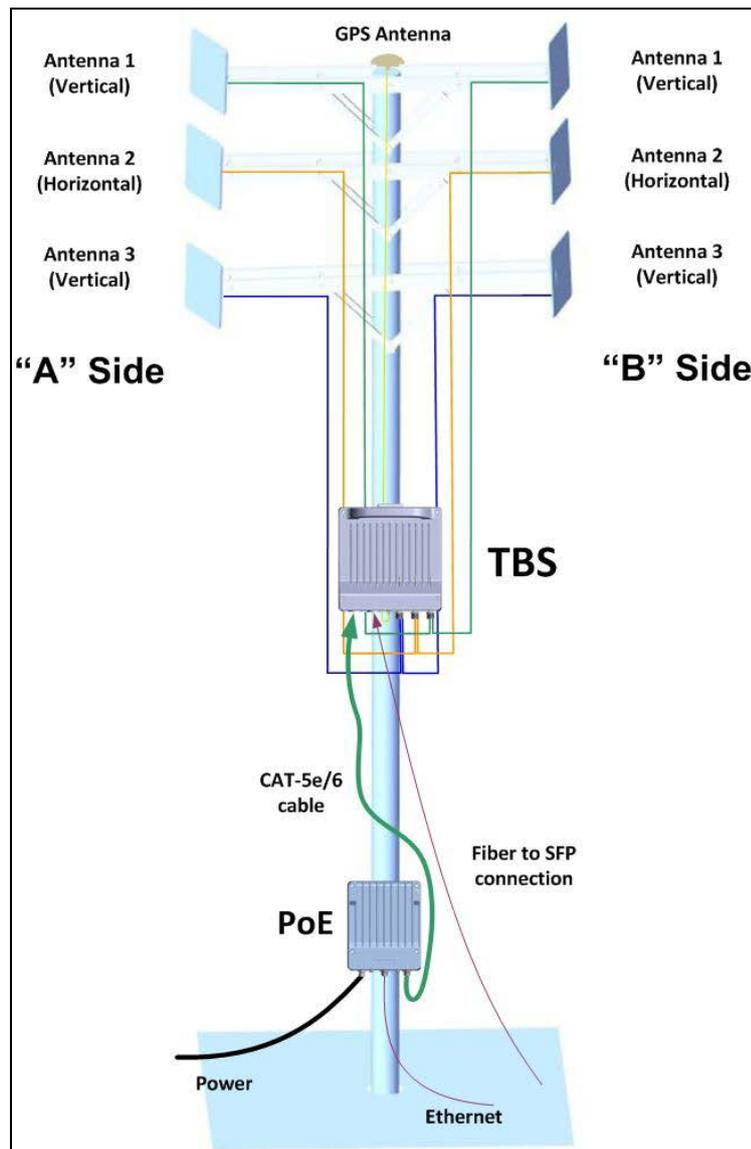 GPS Antenna
Antenna 1
(Vertical)
Antenna 1
(Vertical)
Antenna 2
(Horizontal)
Antenna 2
(Horizontal)
Antenna 3
(Vertical)
Antenna 3
(Vertical)
“A” Side
“B” Side
TBS
CAT-5e/6
cable
Fiber to SFP
connection
PoE
Power
Ethernet